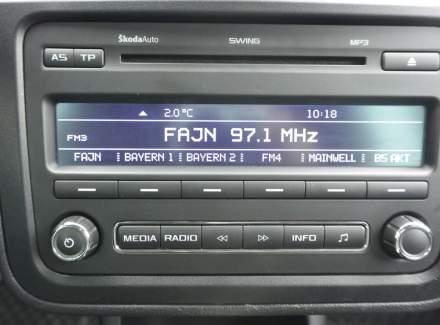 ŠkodaAuto SWING MP3
AS TP
2.0°C 10:18
FM3 FAJN 97.1 MHz
FAJN BAYERN 1 BAYERN 2 FM4 MAINWELL B5 AKT
MEDIA RADIO INFO